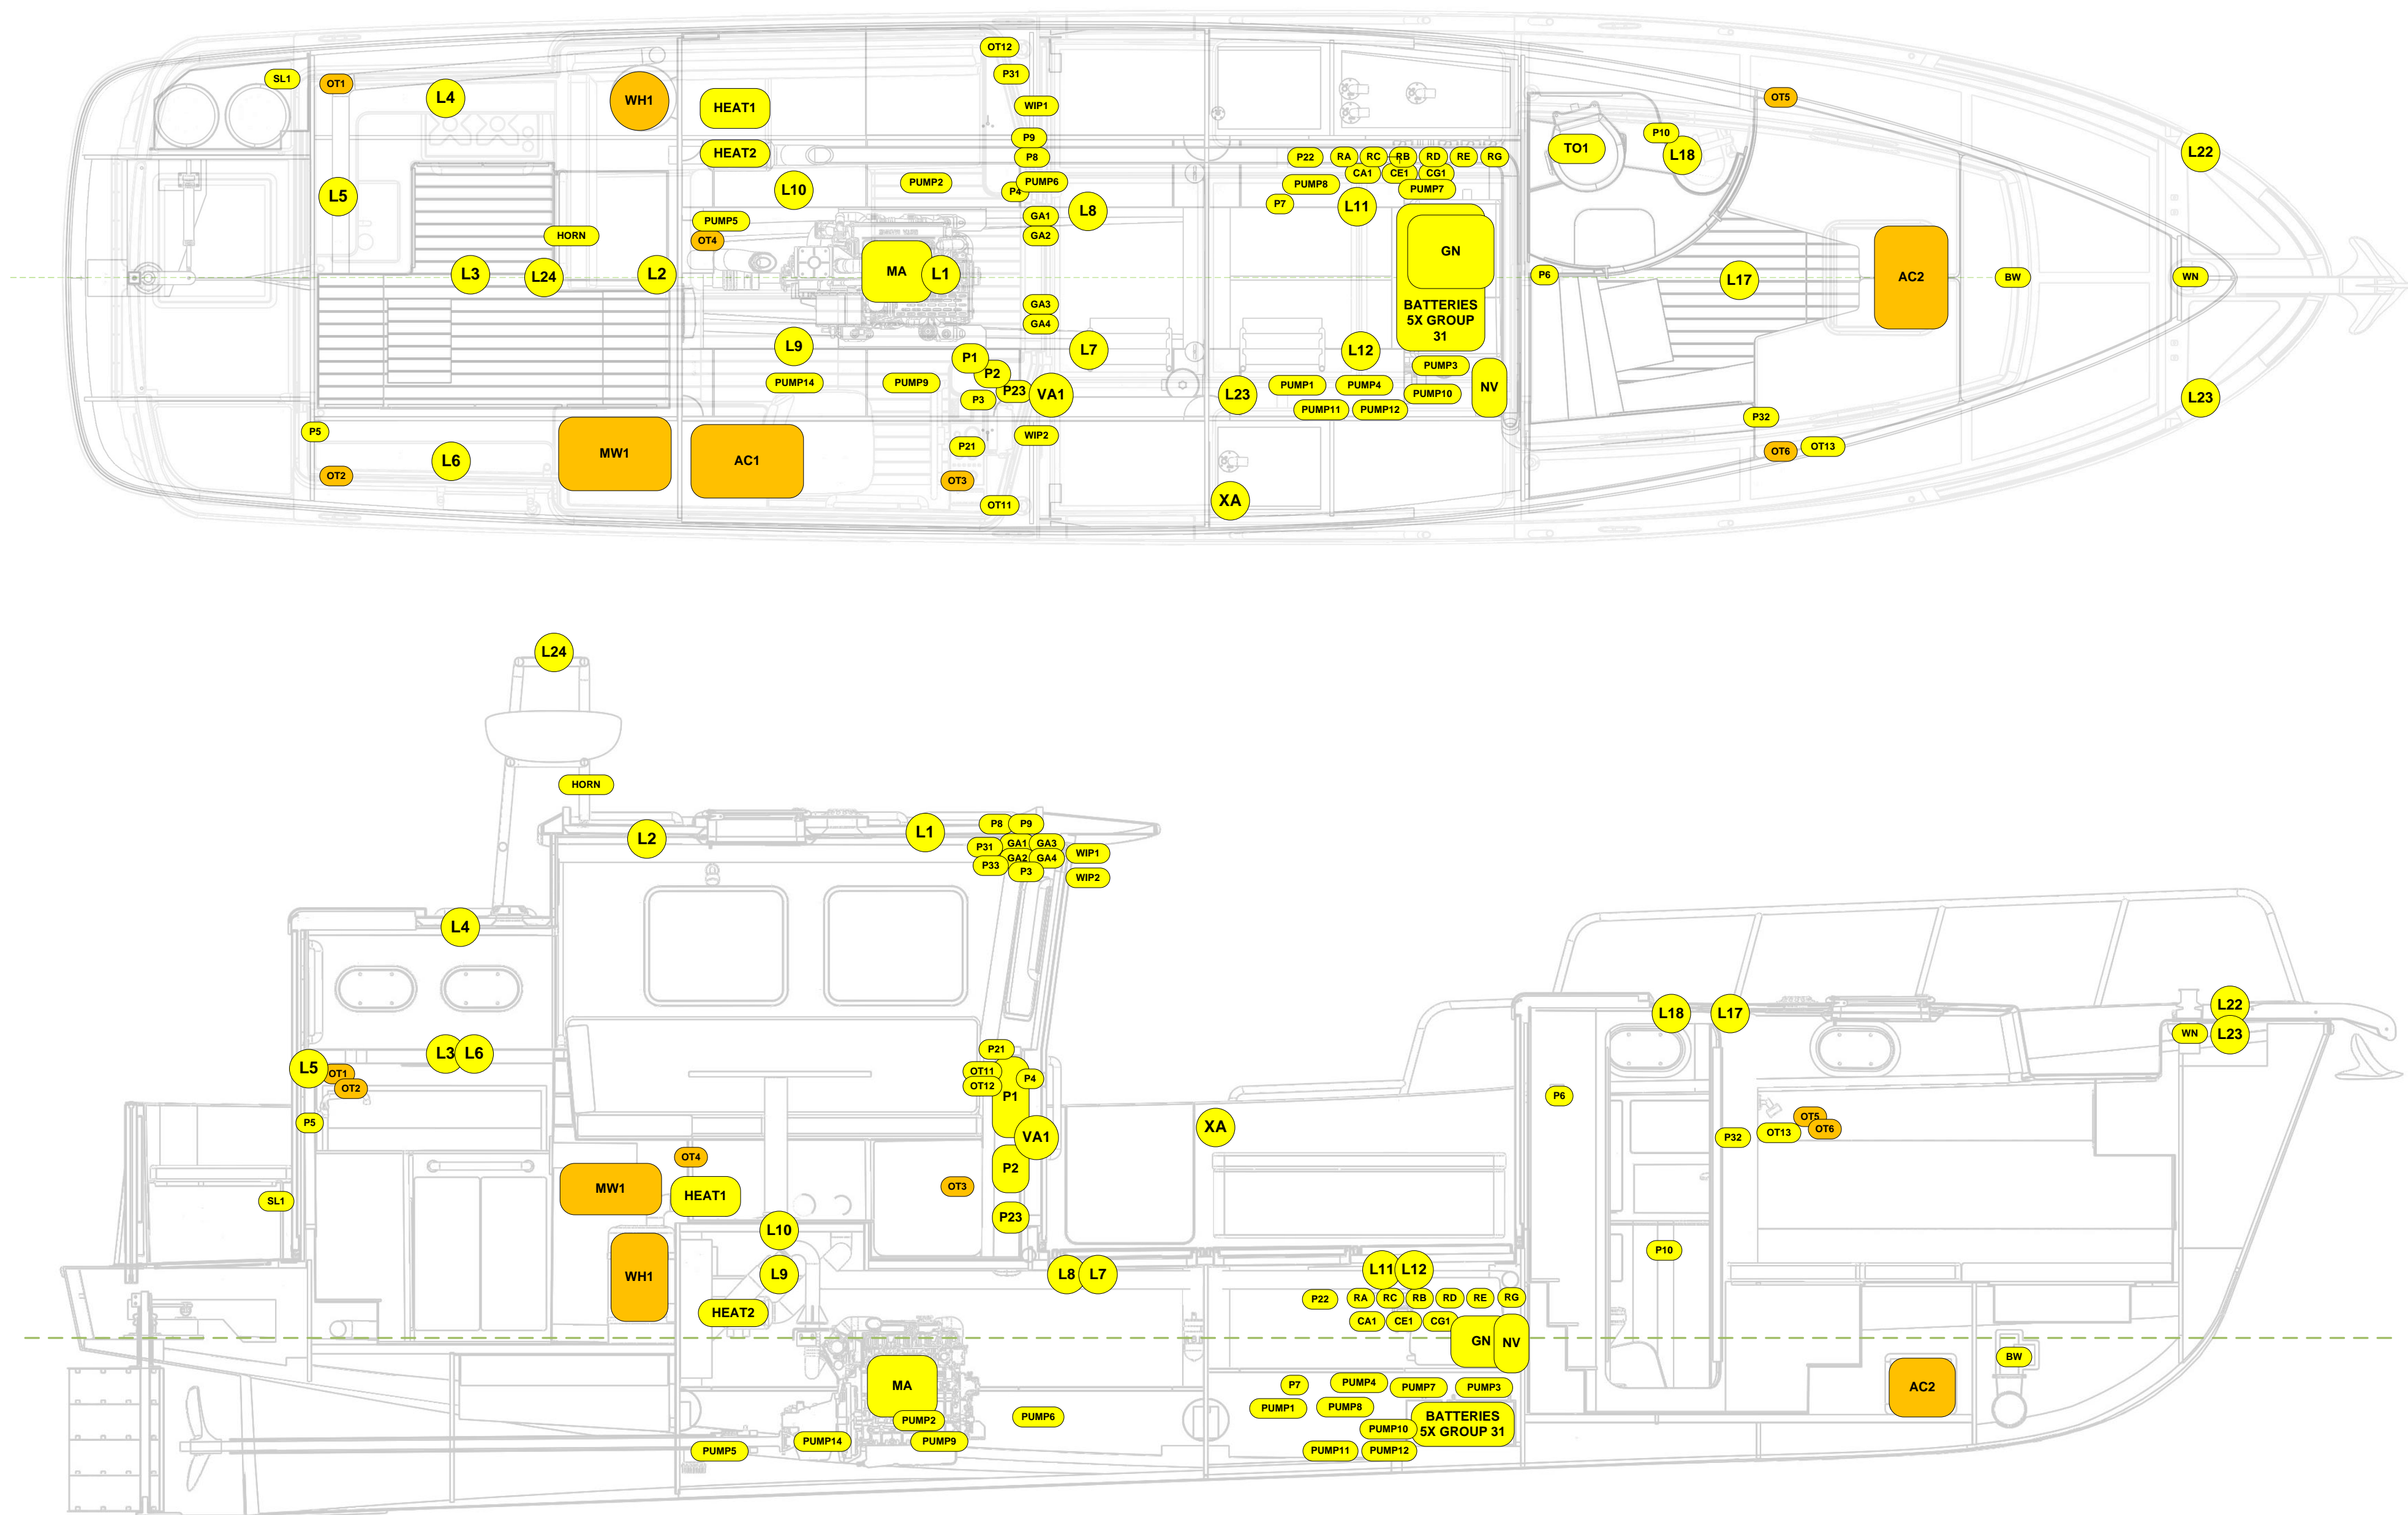 OT12
SL1
OT1
L4
WH1
HEAT1
P31
WIP1
OT5
P9
P10
L22
HEAT2
P8
P22
RA
RC
RB
RD
RE
RG
TO1
L18
CA1
CE1
CG1
L5
L10
PUMP2
PUMP6
P4
PUMP8
PUMP7
P7
L11
PUMP5
GA1
L8
HORN
OT4
GA2
GN
L3
L24
L2
MA
L1
P6
L17
AC2
BW
WN
GA3
GA4
BATTERIES
5X GROUP
31
L9
P1
L7
L12
PUMP3
PUMP14
PUMP9
P2
P23
P3
VA1
L23
PUMP1
PUMP4
PUMP10
NV
L23
PUMP11
PUMP12
P32
P5
WIP2
P21
OT13
OT6
L6
MW1
AC1
OT2
OT3
OT11
XA
L24
HORN
L2
L1
P8
P9
P31
GA1
GA3
WIP1
P33
GA2
GA4
P3
WIP2
L4
L18
L17
L22
WN
L23
L5
L3
L6
P21
OT1
OT2
OT11
OT12
P4
P1
P6
P5
VA1
XA
P32
OT5
OT13
OT6
OT4
P2
SL1
MW1
HEAT1
OT3
P23
L10
P10
WH1
L9
L8
L7
L11
L12
HEAT2
P22
RA
RC
RB
RD
RE
RG
CA1
CE1
CG1
GN
NV
BW
MA
P7
PUMP4
PUMP7
PUMP3
AC2
PUMP2
PUMP6
PUMP1
PUMP8
BATTERIES
5X GROUP 31
PUMP10
PUMP5
PUMP14
PUMP9
PUMP11
PUMP12